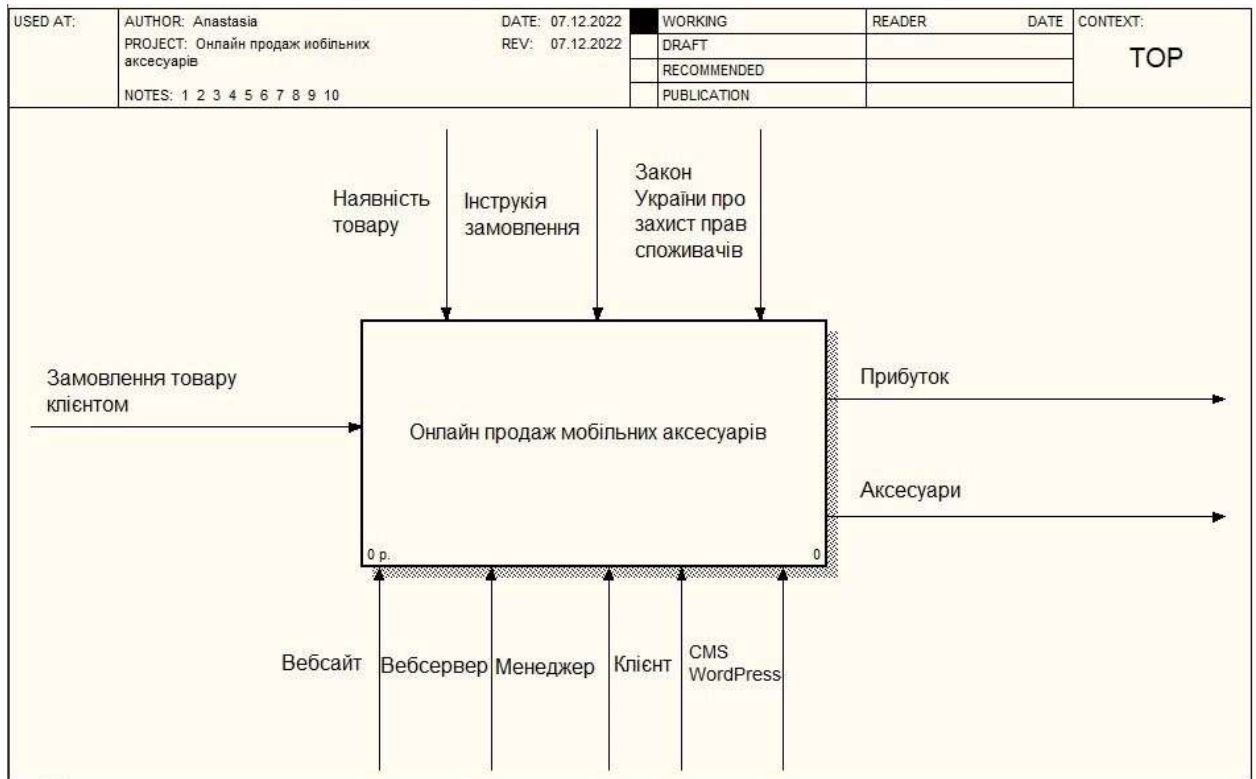 USED AT:
AUTHOR: Anastasia
DATE: 07.12.2022
PROJECT: Онлайн продаж иобільних
аксесуарів
REV: 07.12.2022
NOTES: 1 2 3 4 5 6 7 8 9 10
WORKING
DRAFT
RECOMMENDED
PUBLICATION
READER DATE
CONTEXT:
TOP
Наявність
товару
Інструкія
замовлення
Закон
України про
захист прав
споживачів
Замовлення товару
клієнтом
Онлайн продаж мобільних аксесуарів
0 р.
0
Прибуток
Аксесуари
Вебсайт
Вебсервер
Менеджер
Клієнт
CMS
WordPress